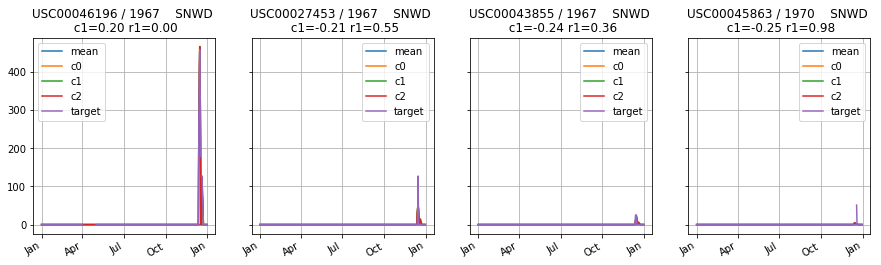 USC00046196 / 1967 SNWD
c1=0.20 r1=0.00
mean
c0
c1
c2
target
400
300
200
100
0
Jan
Apr
Jul
Oct
Jan
USC00027453 / 1967 SNWD
c1=-0.21 r1=0.55
mean
c0
c1
c2
target
Jan
Apr
Jul
Oct
Jan
USC00043855 / 1967 SNWD
c1=-0.24 r1=0.36
mean
c0
c1
c2
target
Jan
Apr
Jul
Oct
Jan
USC00045863 / 1970 SNWD
c1=-0.25 r1=0.98
mean
c0
c1
c2
target
Jan
Apr
Jul
Oct
Jan